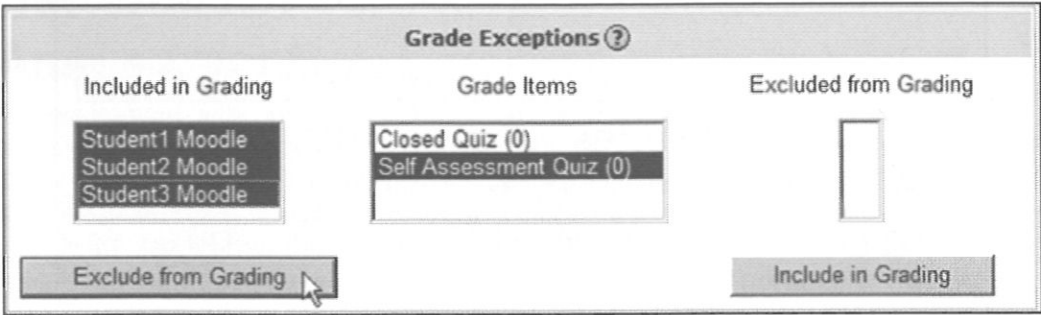 Grade Exceptions ?
Included in Grading
Grade Items
Excluded from Grading
Student1 Moodle
Student2 Moodle
Student3 Moodle
Closed Quiz (0)
Self Assessment Quiz (0)
Exclude from Grading
Include in Grading